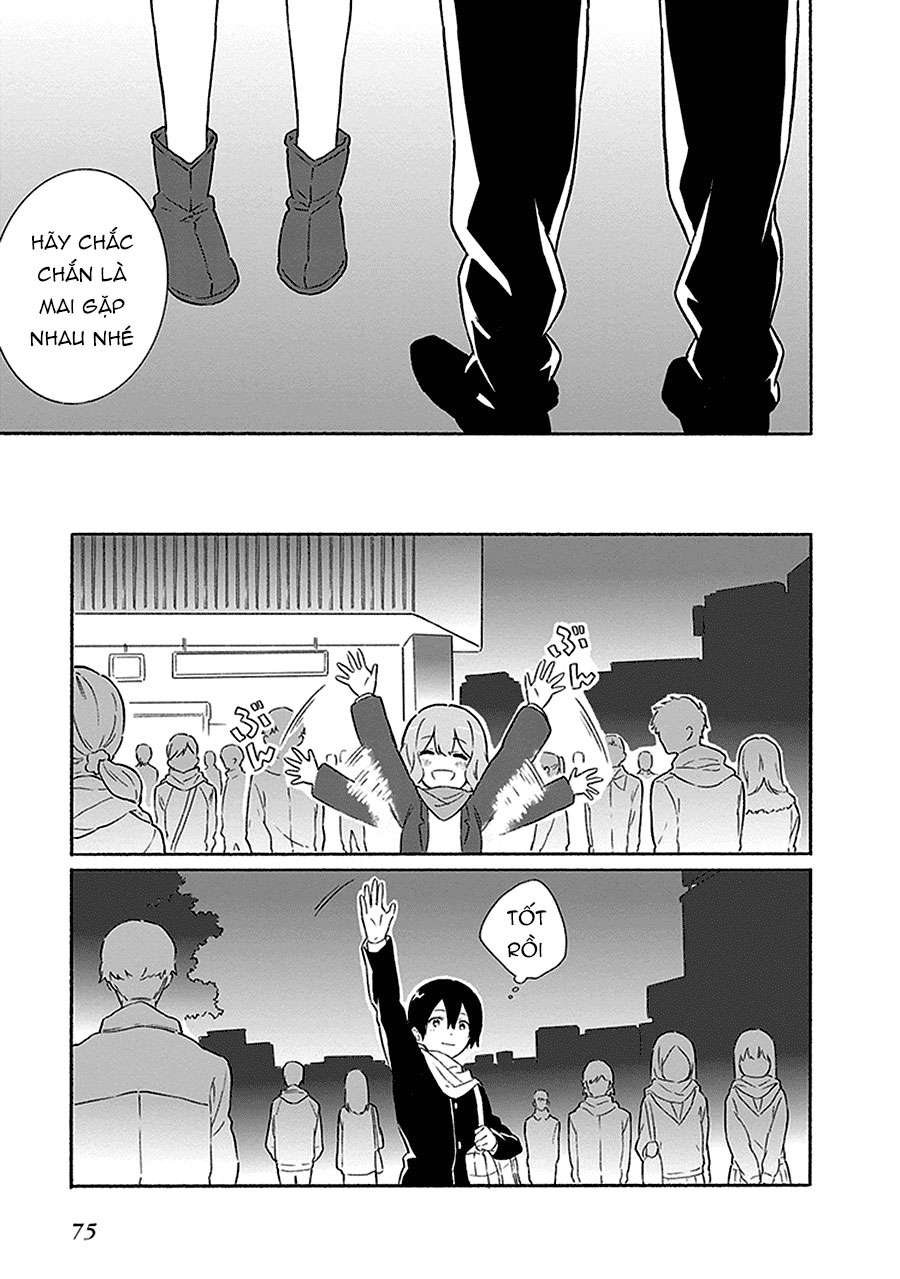 HÃY CHẮC
CHẮN LÀ
MAI GẶP
NHAU NHÉ
ぶん
ぶん
TỐT
RỒI
75